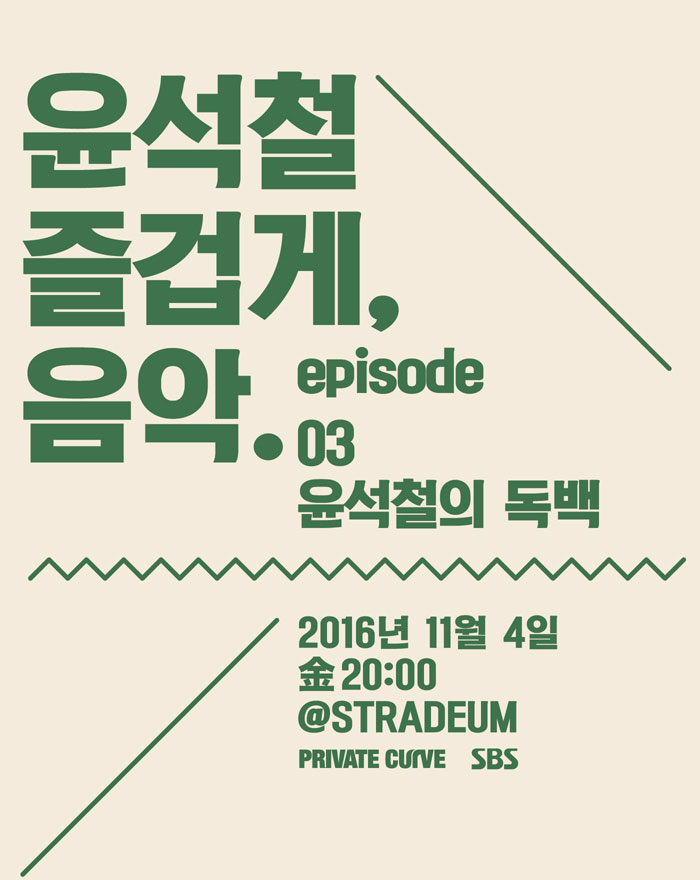 윤석철
즐겁게,
음악.
episode
03
윤석철의 독백
2016년 11월 4일
金 20:00
@STRADEUM
PRIVATE CURVE SBS